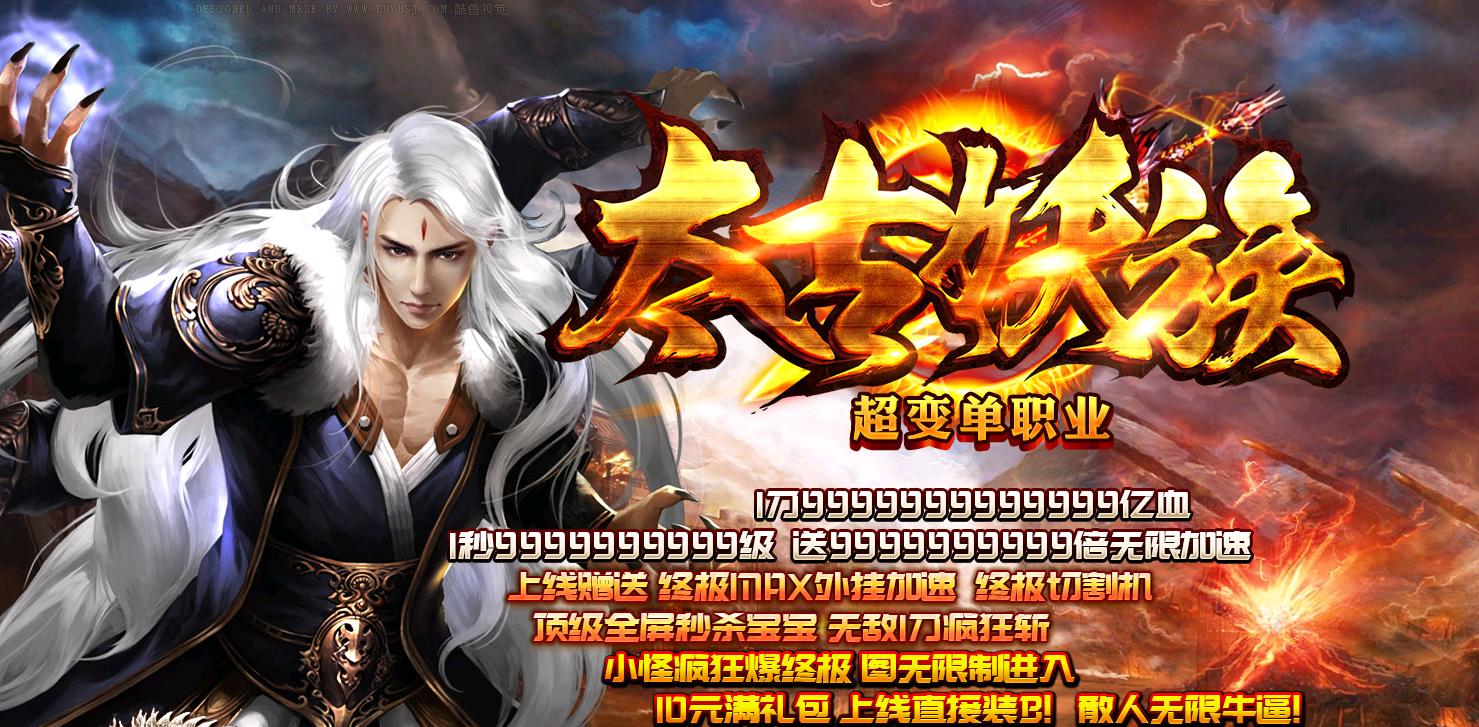 DESIGNED AND MADE BY WWW.KUYUSJ.COM 酷鱼视觉
太古妖族
超变单职业
1刀99999999999999亿血
1秒9999999999级 送9999999999倍无限加速
上线赠送 终极MAX外挂加速 终极切割机
顶级全屏秒杀宝宝 无敌1刀疯狂斩
小怪疯狂爆终极 图无限制进入
10元满礼包 上线直接装B! 散人无限牛逼!